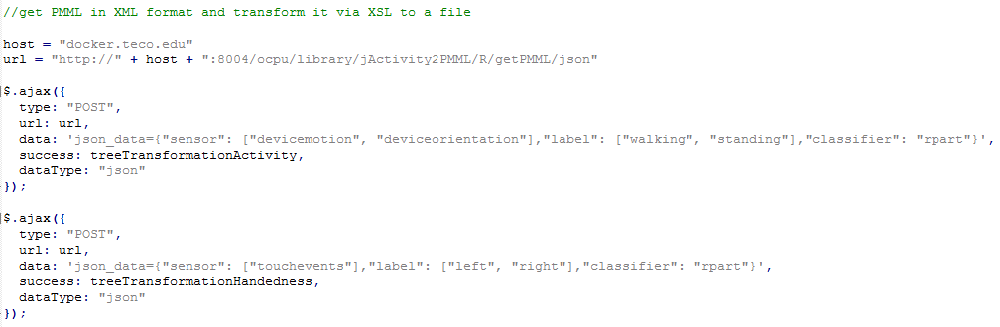 //get PMML in XML format and transform it via XSL to a file
host = "docker.teco.edu"
url = "http://" + host + ":8004/ocpu/library/jActivity2PMML/R/getPMML/json"
$.ajax({
type: "POST",
url: url,
data: 'json_data={"sensor": ["devicemotion", "deviceorientation"],"label": ["walking", "standing"],"classifier": "rpart"}',
success: treeTransformationActivity,
dataType: "json"
});
$.ajax({
type: "POST",
url: url,
data: 'json_data={"sensor": ["touchevents"],"label": ["left", "right"],"classifier": "rpart"}',
success: treeTransformationHandedness,
dataType: "json"
});